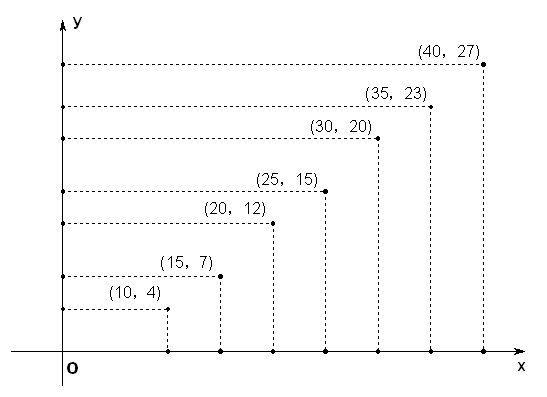 y
(40, 27)
(35, 23)
(30, 20)
(25, 15)
(20, 12)
(15, 7)
(10, 4)
x
O